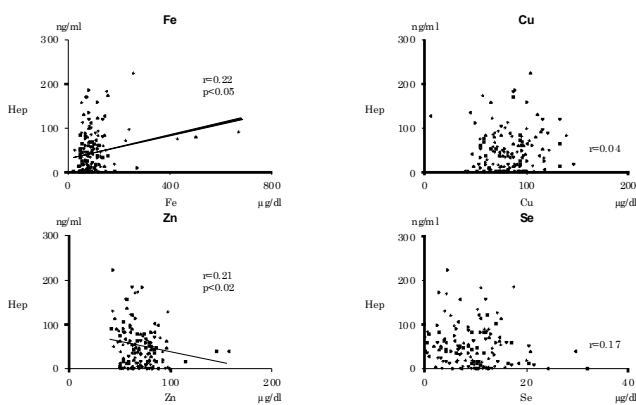 Fe
ng/ml
300
200
100
0
Hep
r=0.22
p<0.05
0
400
800
Fe
μg/dl
Cu
ng/ml
300
200
100
0
Hep
r=0.04
0
100
200
Cu
μg/dl
Zn
ng/ml
300
200
100
0
Hep
r=0.21
p<0.02
0
100
200
Zn
μg/dl
Se
ng/ml
300
200
100
0
Hep
r=0.17
0
20
40
Se
μg/dl